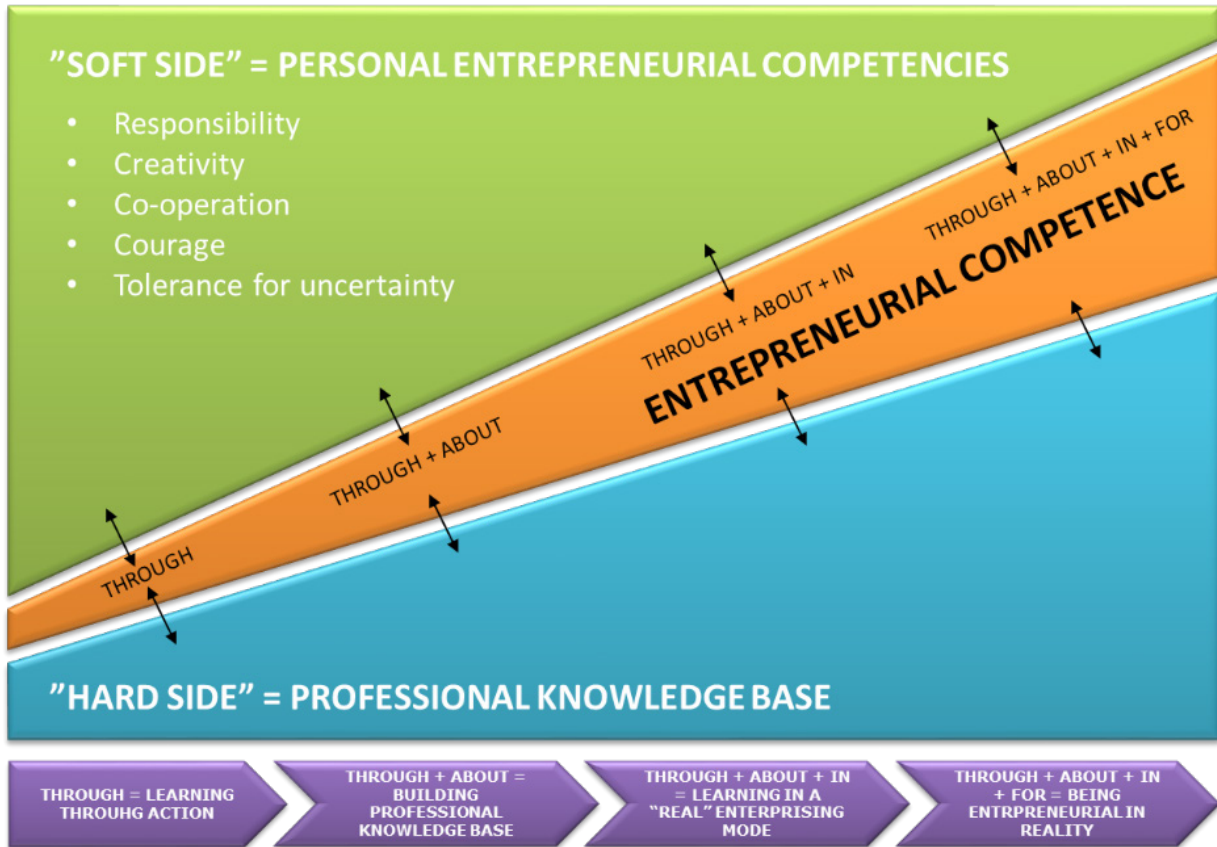 ”SOFT SIDE” = PERSONAL ENTREPRENEURIAL COMPETENCIES
• Responsibility
• Creativity
• Co-operation
• Courage
• Tolerance for uncertainty
THROUGH + ABOUT + IN + FOR
THROUGH + ABOUT + IN
ENTREPRENEURIAL COMPETENCE
THROUGH + ABOUT
THROUGH
”HARD SIDE” = PROFESSIONAL KNOWLEDGE BASE
THROUGH = LEARNING
THROUHG ACTION
THROUGH + ABOUT =
BUILDING
PROFESSIONAL
KNOWLEDGE BASE
THROUGH + ABOUT + IN
= LEARNING IN A
“REAL” ENTERPRISING
MODE
THROUGH + ABOUT + IN
+ FOR = BEING
ENTRPRENEURIAL IN
REALITY